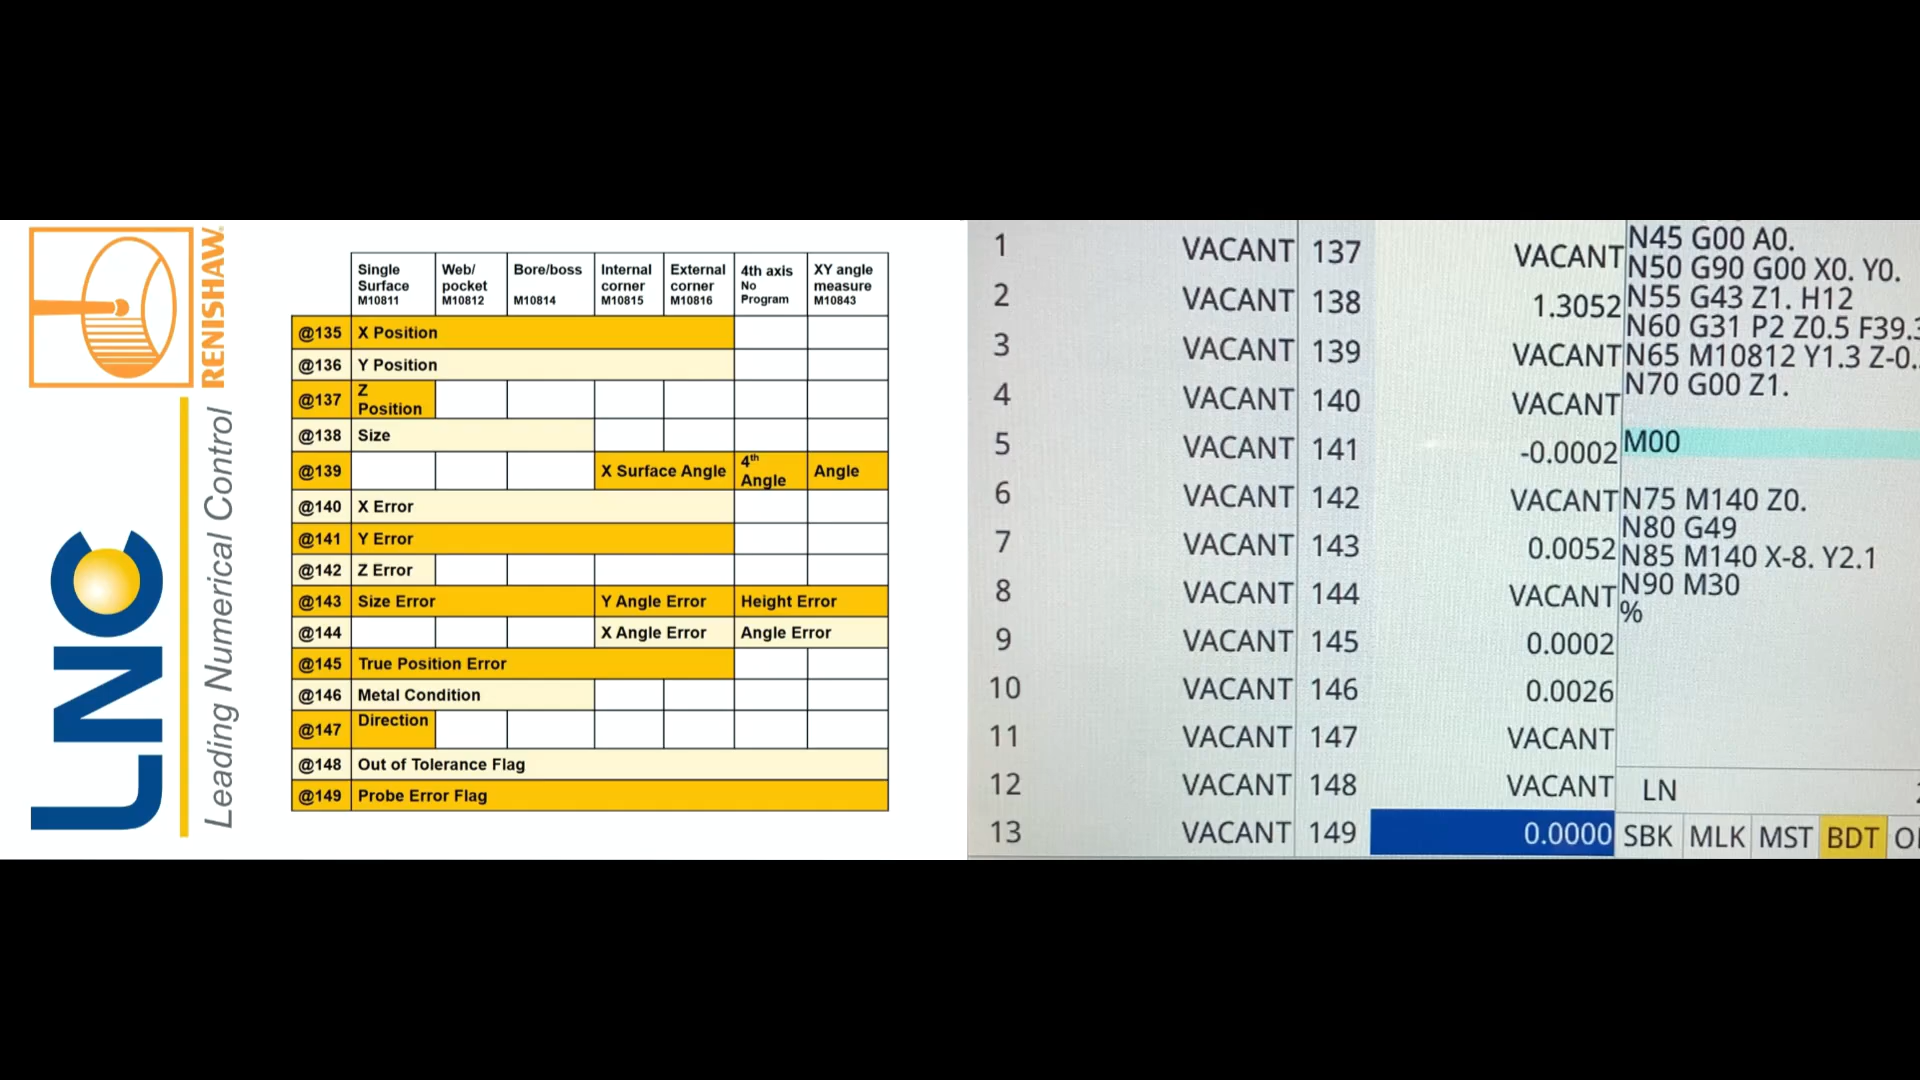 RENISHAW
LNC
Leading Numerical Control
Single Surface M10811 Web/ pocket M10812 Bore/boss M10814 Internal corner M10815 External corner M10816 4th axis No Program XY angle measure M10843
@135 X Position
@136 Y Position
@137 Z Position
@138 Size
@139 X Surface Angle 4th Angle Angle
@140 X Error
@141 Y Error
@142 Z Error
@143 Size Error Y Angle Error Height Error
@144 X Angle Error Angle Error
@145 True Position Error
@146 Metal Condition
@147 Direction
@148 Out of Tolerance Flag
@149 Probe Error Flag
1 VACANT 137 VACANT
2 VACANT 138 1.3052
3 VACANT 139 VACANT
4 VACANT 140 VACANT
5 VACANT 141 -0.0002
6 VACANT 142 VACANT
7 VACANT 143 0.0052
8 VACANT 144 VACANT
9 VACANT 145 0.0002
10 VACANT 146 0.0026
11 VACANT 147 VACANT
12 VACANT 148 VACANT
13 VACANT 149 0.0000
N45 G00 A0.
N50 G90 G00 X0. Y0.
N55 G43 Z1. H12
N60 G31 P2 Z0.5 F39.
N65 M10812 Y1.3 Z-0.
N70 G00 Z1.
M00
N75 M140 Z0.
N80 G49
N85 M140 X-8. Y2.1
N90 M30
%
LN
SBK MLK MST BDT